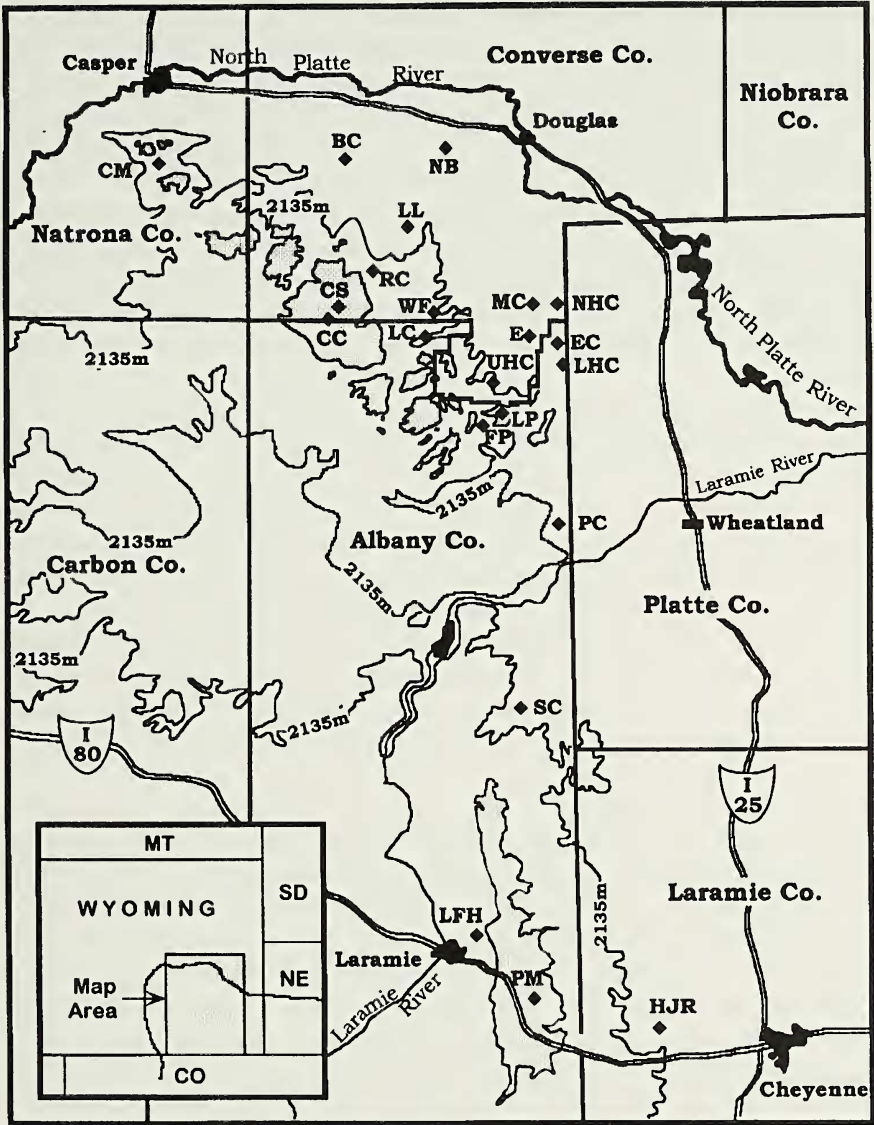 Casper
North Platte River
Converse Co.
Niobrara
Co.
Douglas
BC
NB
CM
2135m
LL
Natrona Co.
RC
CS
WF
MC
NHC
CC
LC
E
EC
2135m
UHC
LHC
North Platte River
LP
FP
2135m
Laramie River
PC
Wheatland
2135m
Albany Co.
Carbon Co.
2135m
Platte Co.
2135m
SC
2135m
I
80
I
25
MT
WYOMING
SD
Laramie Co.
2135m
LFH
NE
Laramie
Map
Area
PM
Laramie
River
HJR
CO
Cheyenne